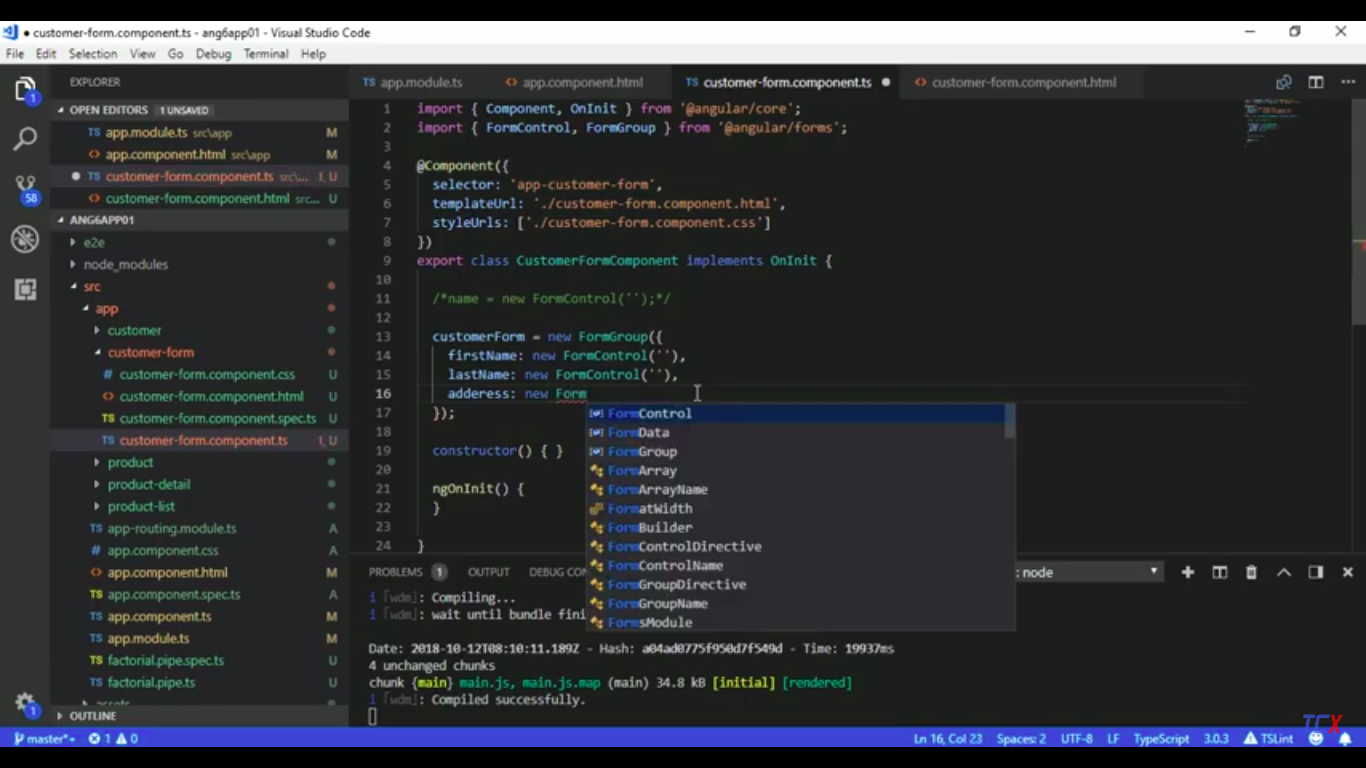 customer-form.component.ts - ang6app01 - Visual Studio Code
File Edit Selection View Go Debug Terminal Help
EXPLORER
OPEN EDITORS 1 UNSAVED
TS app.module.ts src\app M
<> app.component.html src\app M
TS customer-form.component.ts src\... 1, U
<> customer-form.component.html src... U
ANG6APP01
e2e
node_modules
src
app
customer
customer-form
# customer-form.component.css U
<> customer-form.component.html U
TS customer-form.component.spec.ts U
TS customer-form.component.ts 1, U
product
product-detail
product-list
TS app-routing.module.ts A
# app.component.css A
<> app.component.html M
TS app.component.spec.ts A
TS app.component.ts M
TS app.module.ts M
TS factorial.pipe.spec.ts U
TS factorial.pipe.ts U
assets
OUTLINE
1
58
1
TS app.module.ts <> app.component.html TS customer-form.component.ts <> customer-form.component.html
1 import { Component, OnInit } from '@angular/core';
2 import { FormControl, FormGroup } from '@angular/forms';
3
4 @Component({
5 selector: 'app-customer-form',
6 templateUrl: './customer-form.component.html',
7 styleUrls: ['./customer-form.component.css']
8 })
9 export class CustomerFormComponent implements OnInit {
10
11 /*name = new FormControl('');*/
12
13 customerForm = new FormGroup({
14 firstName: new FormControl(''),
15 lastName: new FormControl(''),
16 adderess: new Form
17 });
18
19 constructor() { }
20
21 ngOnInit() {
22 }
23
24 }
FormControl
FormData
FormGroup
FormArray
FormArrayName
FormatWidth
FormBuilder
FormControlDirective
FormControlName
FormGroupDirective
FormGroupName
FormsModule
PROBLEMS 1 OUTPUT DEBUG CON : node
i ｢wdm｣: Compiling...
i ｢wdm｣: wait until bundle fini
Date: 2018-10-12T08:10:11.189Z - Hash: a04ad0775f950d7f549d - Time: 19937ms
4 unchanged chunks
chunk {main} main.js, main.js.map (main) 34.8 kB [initial] [rendered]
i ｢wdm｣: Compiled successfully.
TCX
master*+ 1 0 Ln 16, Col 23 Spaces: 2 UTF-8 LF TypeScript 3.0.3 TSLint